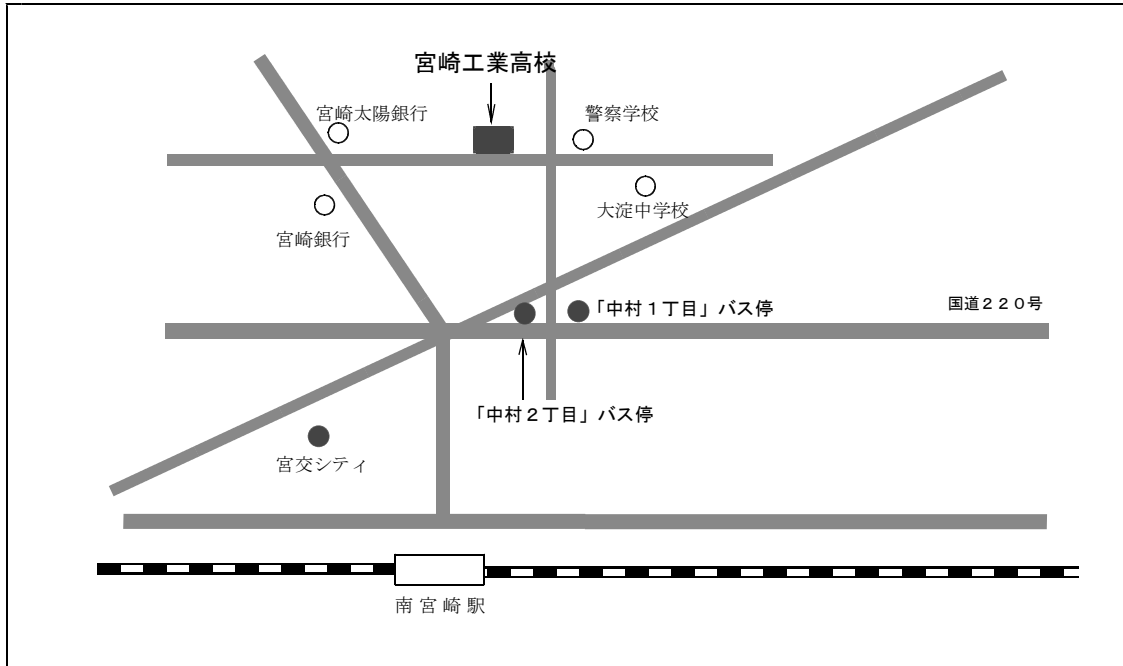 宮崎工業高校
宮崎太陽銀行
警察学校
大淀中学校
宮崎銀行
国道２２０号
「中村１丁目」バス停
「中村２丁目」バス停
宮交シティ
南宮崎駅